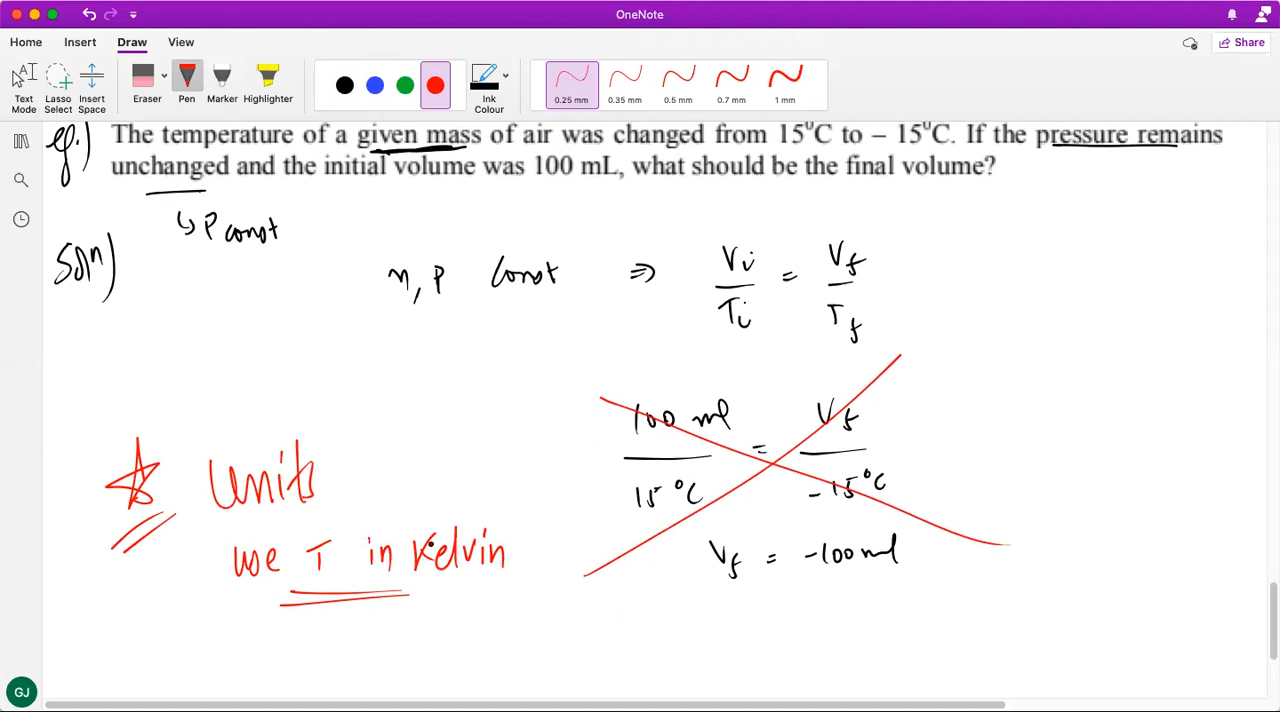 OneNote
Home Insert Draw View
Share
Text Mode
Lasso Select
Insert Space
Eraser
Pen
Marker
Highlighter
Ink Colour
0.25 mm
0.35 mm
0.5 mm
0.7 mm
1 mm
eg.) The temperature of a given mass of air was changed from 15⁰C to – 15⁰C. If the pressure remains
unchanged and the initial volume was 100 mL, what should be the final volume?
↳ P const
Solⁿ)
n, P const ⇒ Vi/Ti = Vf/Tf
100 ml / 15 °C = Vf / -15°C
Vf = -100 ml
☆ Units
use T in Kelvin
GJ